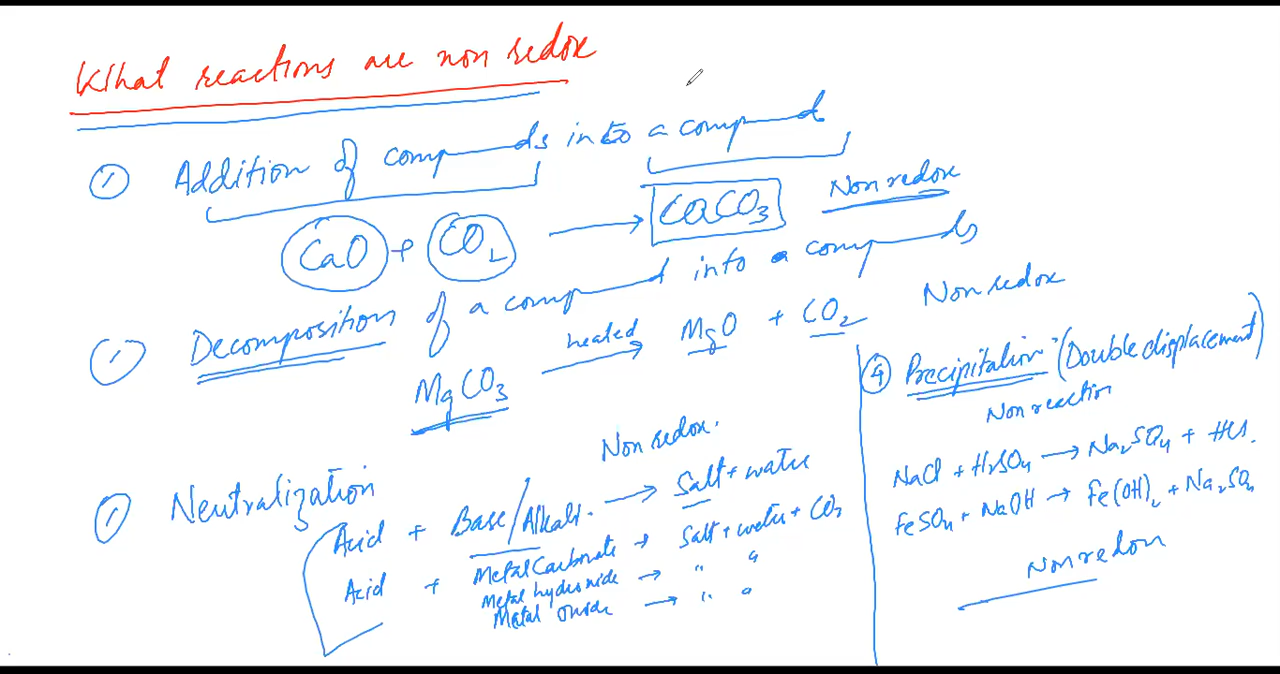 What reactions are non redox
① Addition of compounds into a compound
CaO + CO₂ → CaCO₃ Non redox
① Decomposition of a compound into a compounds
MgCO₃ heated → MgO + CO₂ Non redox
① Neutralization Non redox.
Acid + Base/Alkali. → Salt + water
Acid + Metal Carbonate → Salt + water + CO₂
Metal hydroxide → " "
Metal oxide → " "
④ Precipitation (Double displacement)
Non reaction
NaCl + H₂SO₄ → Na₂SO₄ + HCl.
FeSO₄ + NaOH → Fe(OH)₂ + Na₂SO₄
Non redox